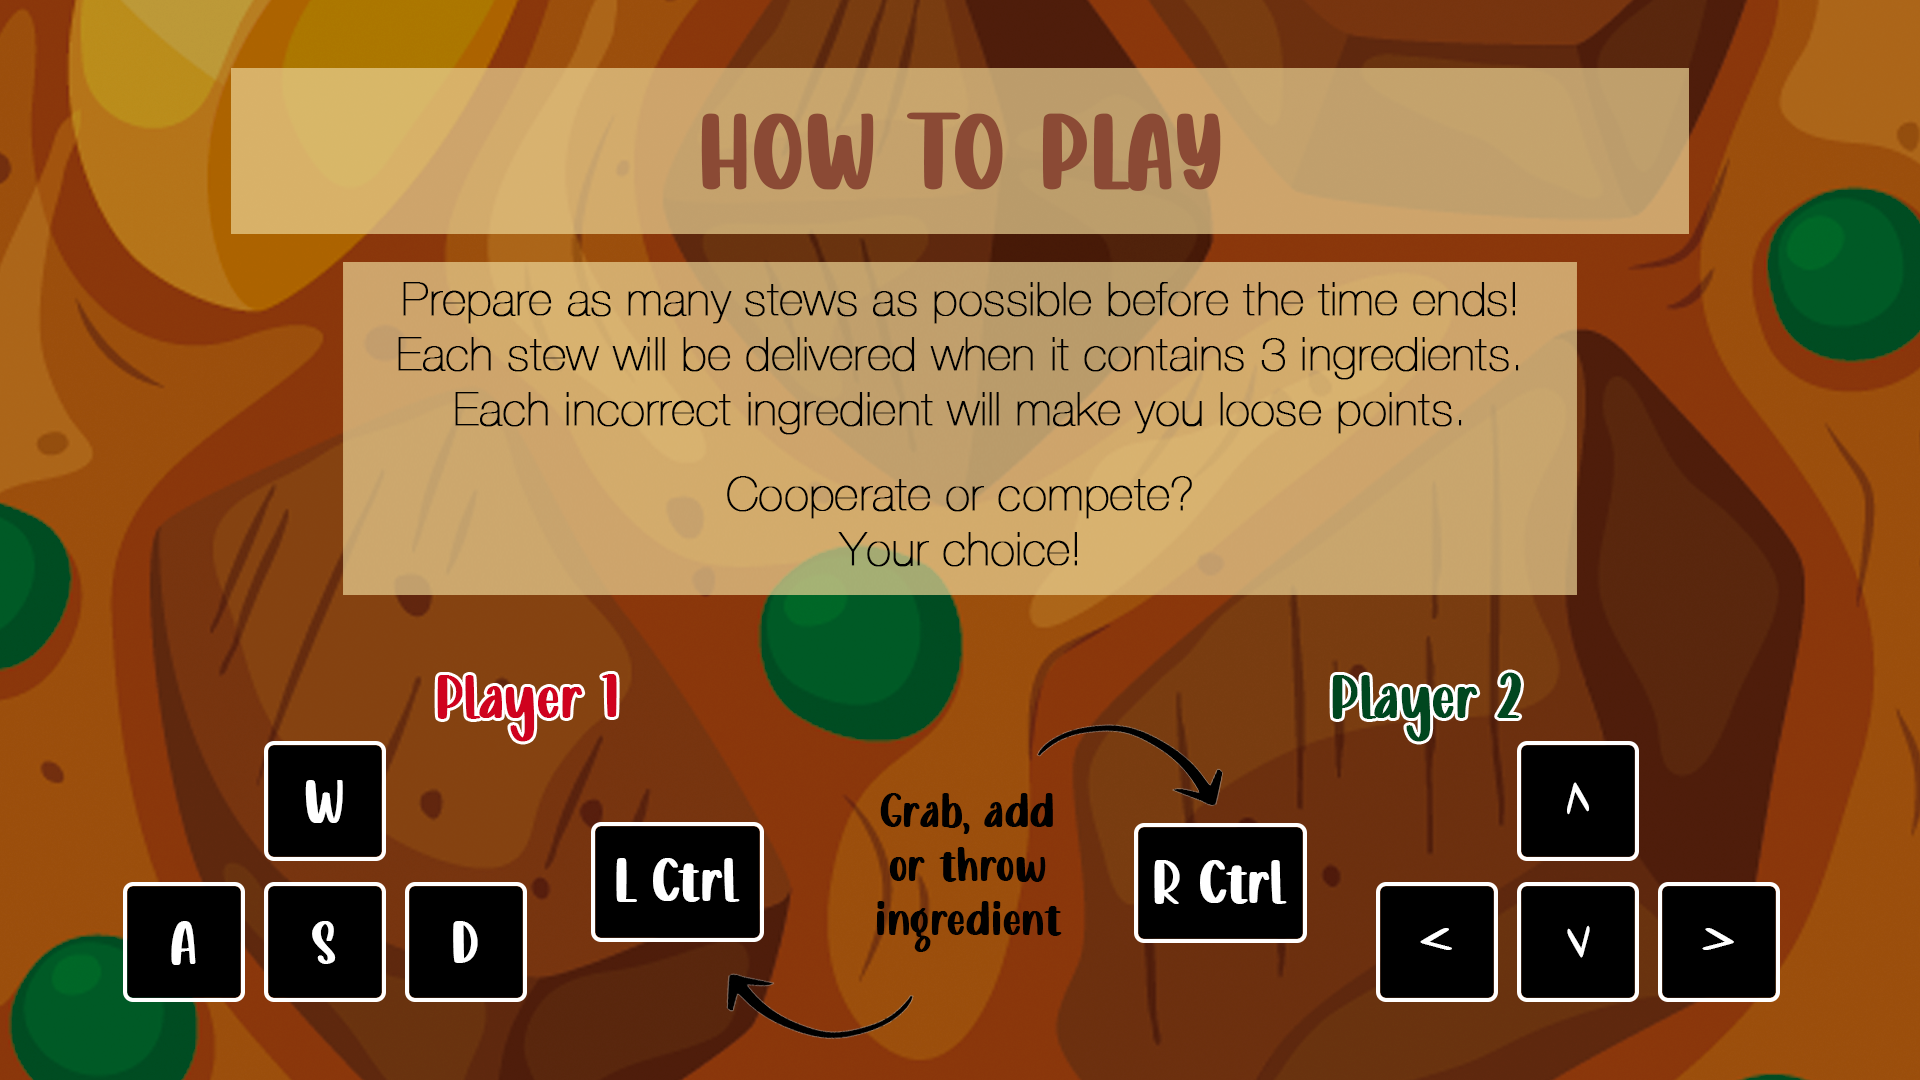 HOW TO PLAY
Prepare as many stews as possible before the time ends!
Each stew will be delivered when it contains 3 ingredients.
Each incorrect ingredient will make you loose points.
Cooperate or compete?
Your choice!
Player 1
Player 2
W
A
S
D
L Ctrl
Grab, add
or throw
ingredient
R Ctrl
^
<
v
>